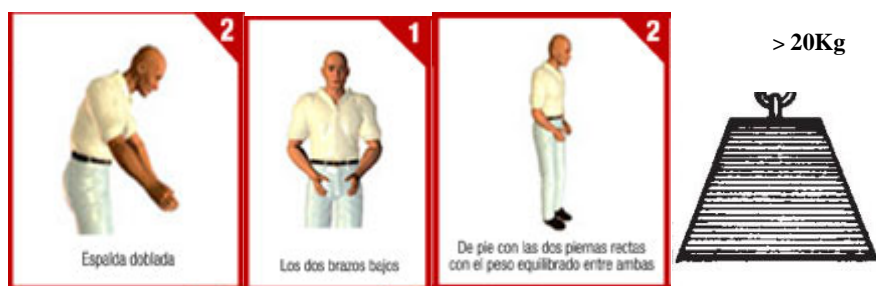 2
Espalda doblada
1
Los dos brazos bajos
2
De pie con las dos piernas rectas
con el peso equilibrado entre ambas
> 20Kg